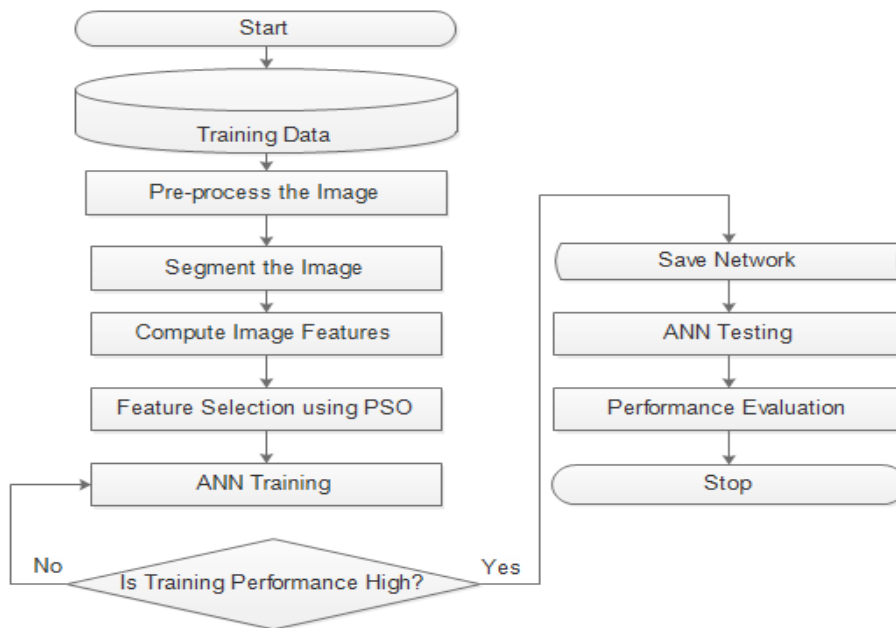 Start
Training Data
Pre-process the Image
Segment the Image
Compute Image Features
Feature Selection using PSO
ANN Training
Is Training Performance High?
No
Yes
Save Network
ANN Testing
Performance Evaluation
Stop